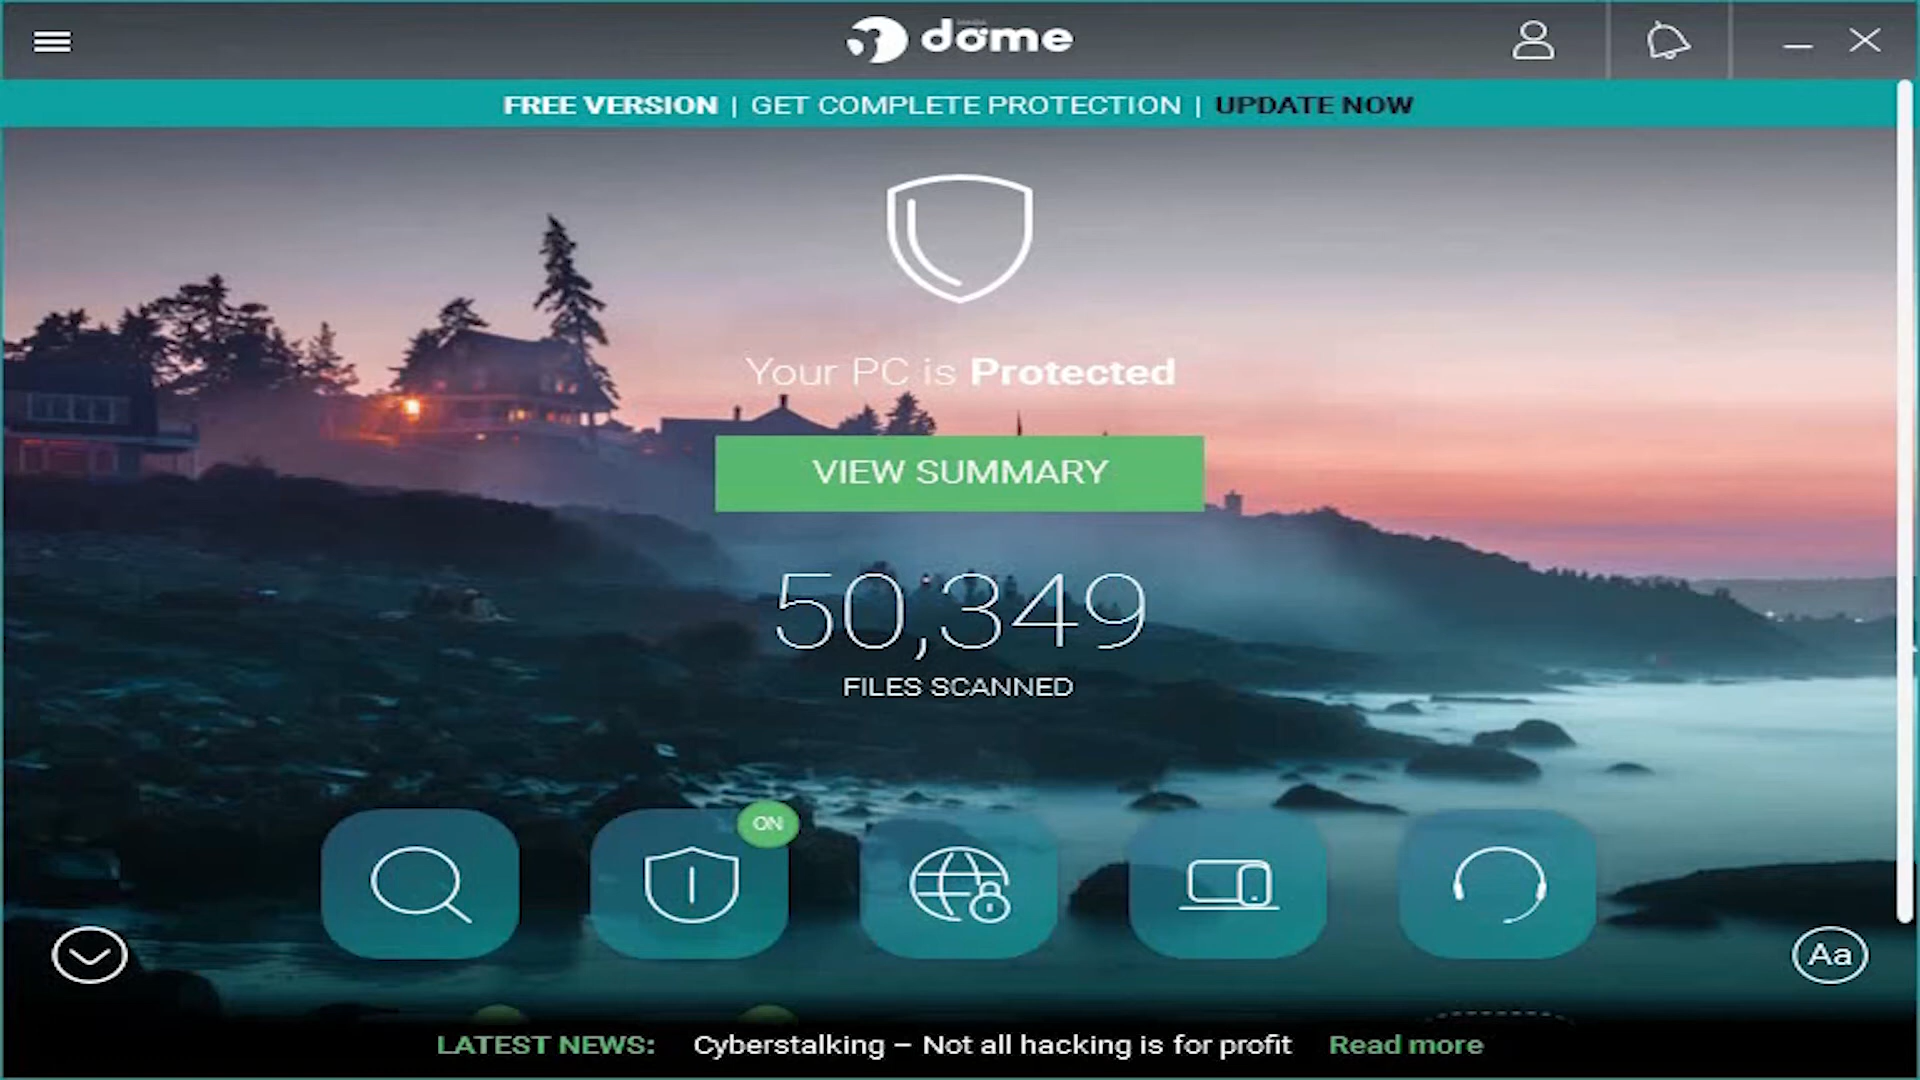 dome
FREE VERSION | GET COMPLETE PROTECTION | UPDATE NOW
Your PC is Protected
VIEW SUMMARY
50,349
FILES SCANNED
ON
Aa
LATEST NEWS: Cyberstalking – Not all hacking is for profit Read more